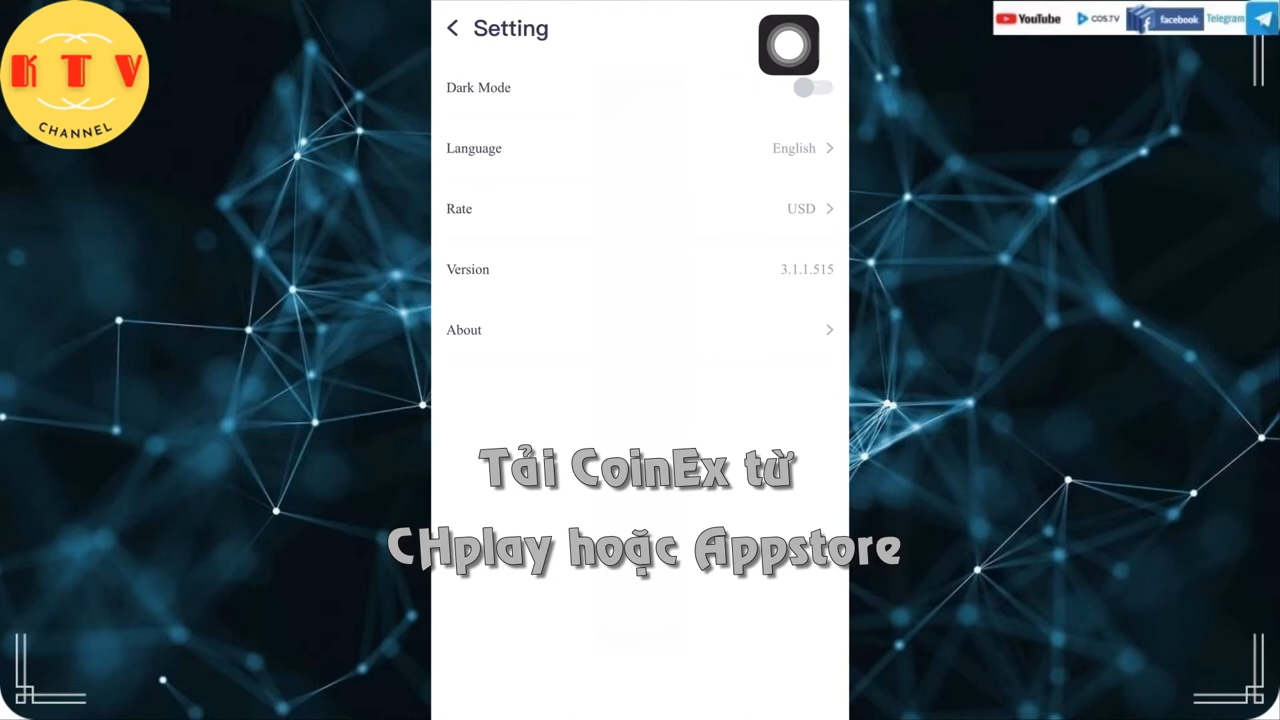 K T V
CHANNEL
Setting
YouTube COS.TV facebook Telegram
Dark Mode
Language English
Rate USD
Version 3.1.1.515
About
Tải CoinEx từ
CHplay hoặc Appstore